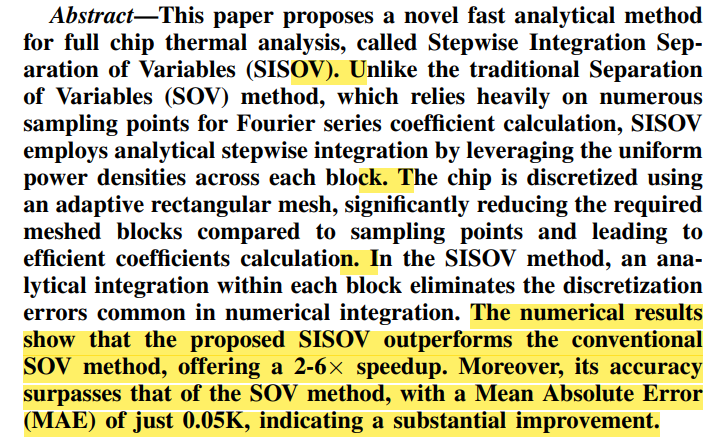 Abstract—This paper proposes a novel fast analytical method
for full chip thermal analysis, called Stepwise Integration Sep-
aration of Variables (SISOV). Unlike the traditional Separation
of Variables (SOV) method, which relies heavily on numerous
sampling points for Fourier series coefficient calculation, SISOV
employs analytical stepwise integration by leveraging the uniform
power densities across each block. The chip is discretized using
an adaptive rectangular mesh, significantly reducing the required
meshed blocks compared to sampling points and leading to
efficient coefficients calculation. In the SISOV method, an ana-
lytical integration within each block eliminates the discretization
errors common in numerical integration. The numerical results
show that the proposed SISOV outperforms the conventional
SOV method, offering a 2-6× speedup. Moreover, its accuracy
surpasses that of the SOV method, with a Mean Absolute Error
(MAE) of just 0.05K, indicating a substantial improvement.